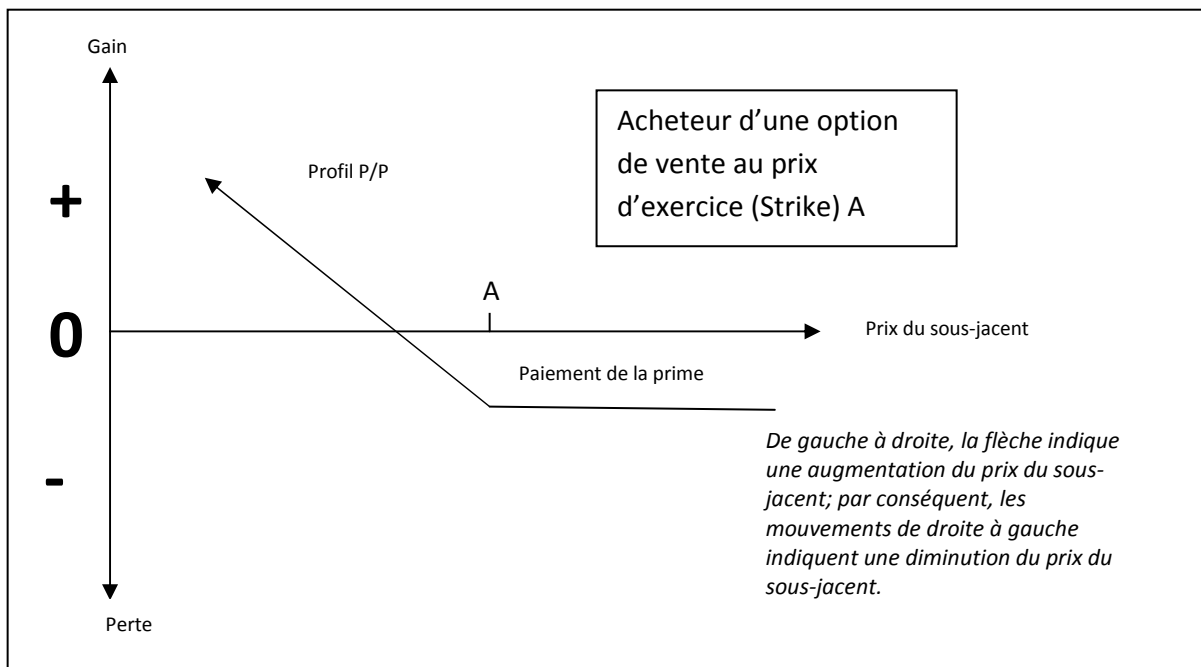 Gain
Acheteur d’une option
de vente au prix
d’exercice (Strike) A
Profil P/P
+
A
0
Prix du sous-jacent
Paiement de la prime
De gauche à droite, la flèche indique
une augmentation du prix du sous-
jacent; par conséquent, les
mouvements de droite à gauche
indiquent une diminution du prix du
sous-jacent.
-
Perte